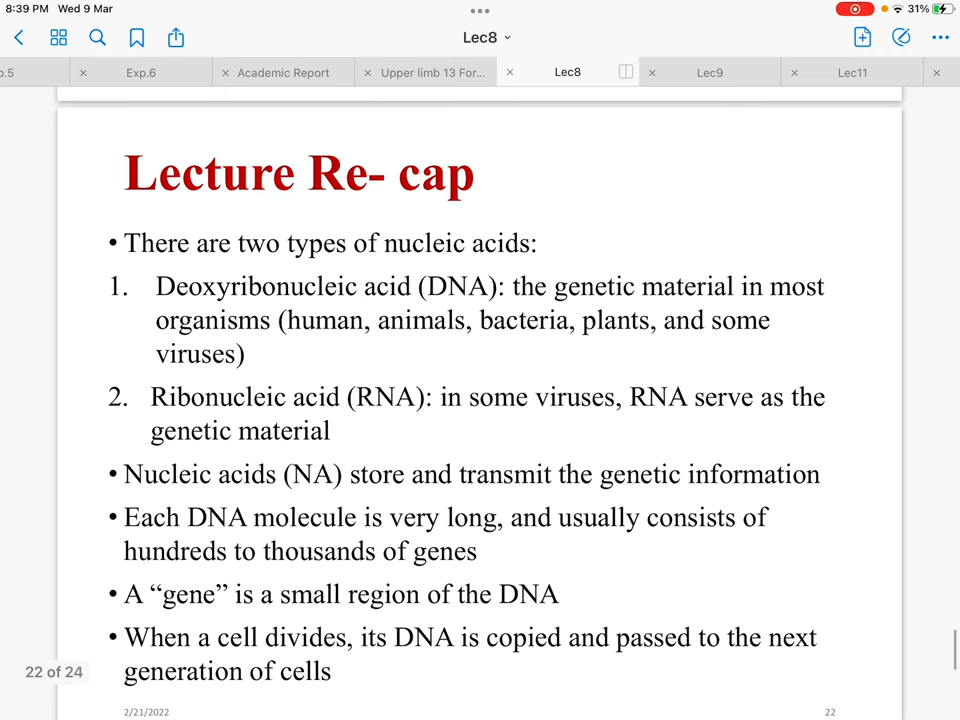 8:39 PM Wed 9 Mar
31%
Lec8
o.5
Exp.6
Academic Report
Upper limb 13 For...
Lec8
Lec9
Lec11
Lecture Re- cap
• There are two types of nucleic acids:
1. Deoxyribonucleic acid (DNA): the genetic material in most
organisms (human, animals, bacteria, plants, and some
viruses)
2. Ribonucleic acid (RNA): in some viruses, RNA serve as the
genetic material
• Nucleic acids (NA) store and transmit the genetic information
• Each DNA molecule is very long, and usually consists of
hundreds to thousands of genes
• A “gene” is a small region of the DNA
• When a cell divides, its DNA is copied and passed to the next
generation of cells
22 of 24
2/21/2022
22